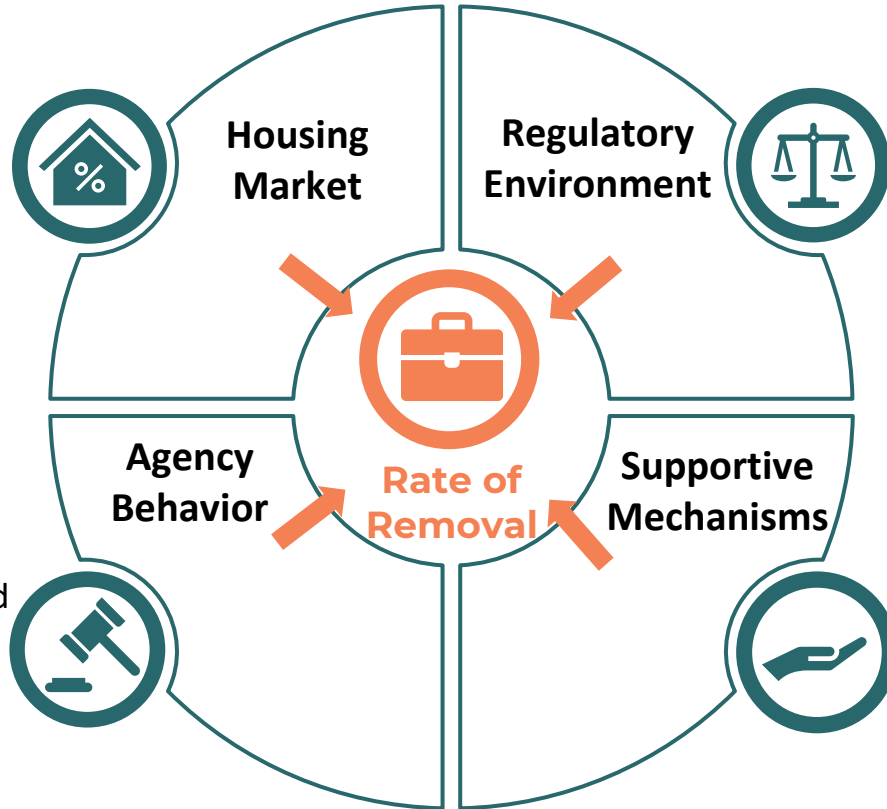 Housing
Market
Regulatory
Environment
%
Agency
Behavior
Rate of
Removal
Supportive
Mechanisms